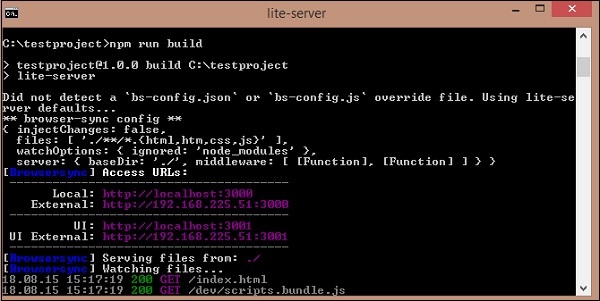 lite-server
C:\testproject>npm run build
> testproject@1.0.0 build C:\testproject
> lite-server
Did not detect a `bs-config.json` or `bs-config.js` override file. Using lite-se
rver defaults...
** browser-sync config **
{ injectChanges: false,
files: [ './**/*.{html,htm,css,js}' ],
watchOptions: { ignored: 'node_modules' },
server: { baseDir: './', middleware: [ [Function], [Function] ] } }
[Browsersync] Access URLs:
--------------------------------------
Local: http://localhost:3000
External: http://192.168.225.51:3000
--------------------------------------
UI: http://localhost:3001
UI External: http://192.168.225.51:3001
--------------------------------------
[Browsersync] Serving files from: ./
[Browsersync] Watching files...
18.08.15 15:17:19 200 GET /index.html
18.08.15 15:17:19 200 GET /dev/scripts.bundle.js